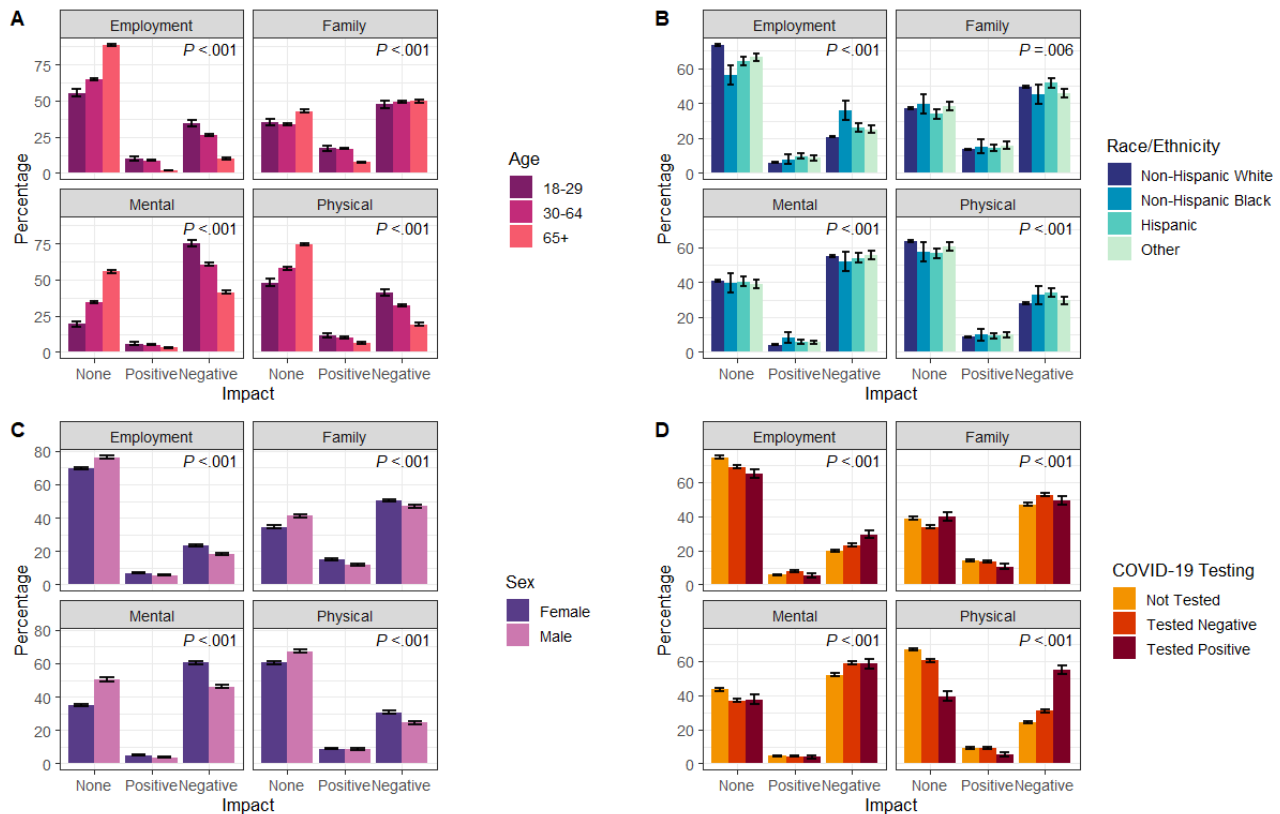 A
Employment
Family
P <.001
P <.001
75
50
25
0
Mental
Physical
P <.001
P <.001
75
50
25
0
None Positive Negative
None Positive Negative
Percentage
Impact
Age
18-29
30-64
65+
B
Employment
Family
P <.001
P =.006
60
40
20
0
Mental
Physical
P <.001
P <.001
60
40
20
0
None Positive Negative
None Positive Negative
Percentage
Impact
Race/Ethnicity
Non-Hispanic White
Non-Hispanic Black
Hispanic
Other
C
Employment
Family
P <.001
P <.001
80
60
40
20
0
Mental
Physical
P <.001
P <.001
80
60
40
20
0
None Positive Negative
None Positive Negative
Percentage
Impact
Sex
Female
Male
D
Employment
Family
P <.001
P <.001
60
40
20
0
Mental
Physical
P <.001
P <.001
60
40
20
0
None Positive Negative
None Positive Negative
Percentage
Impact
COVID-19 Testing
Not Tested
Tested Negative
Tested Positive